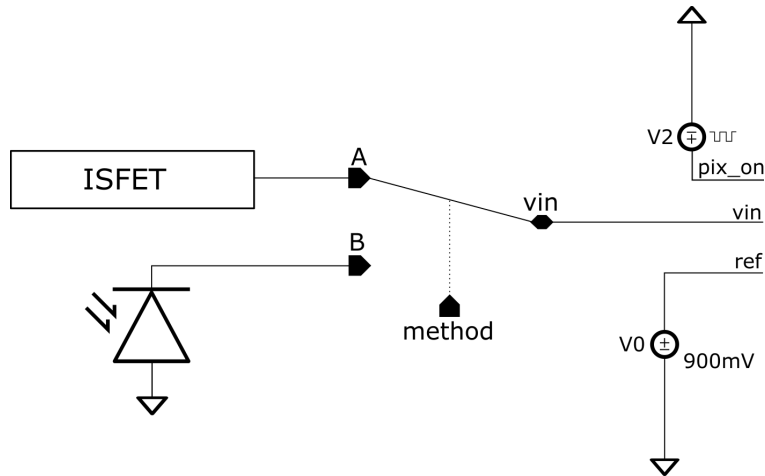 V2
pix_on
A
ISFET
vin
vin
B
ref
method
V0
900mV